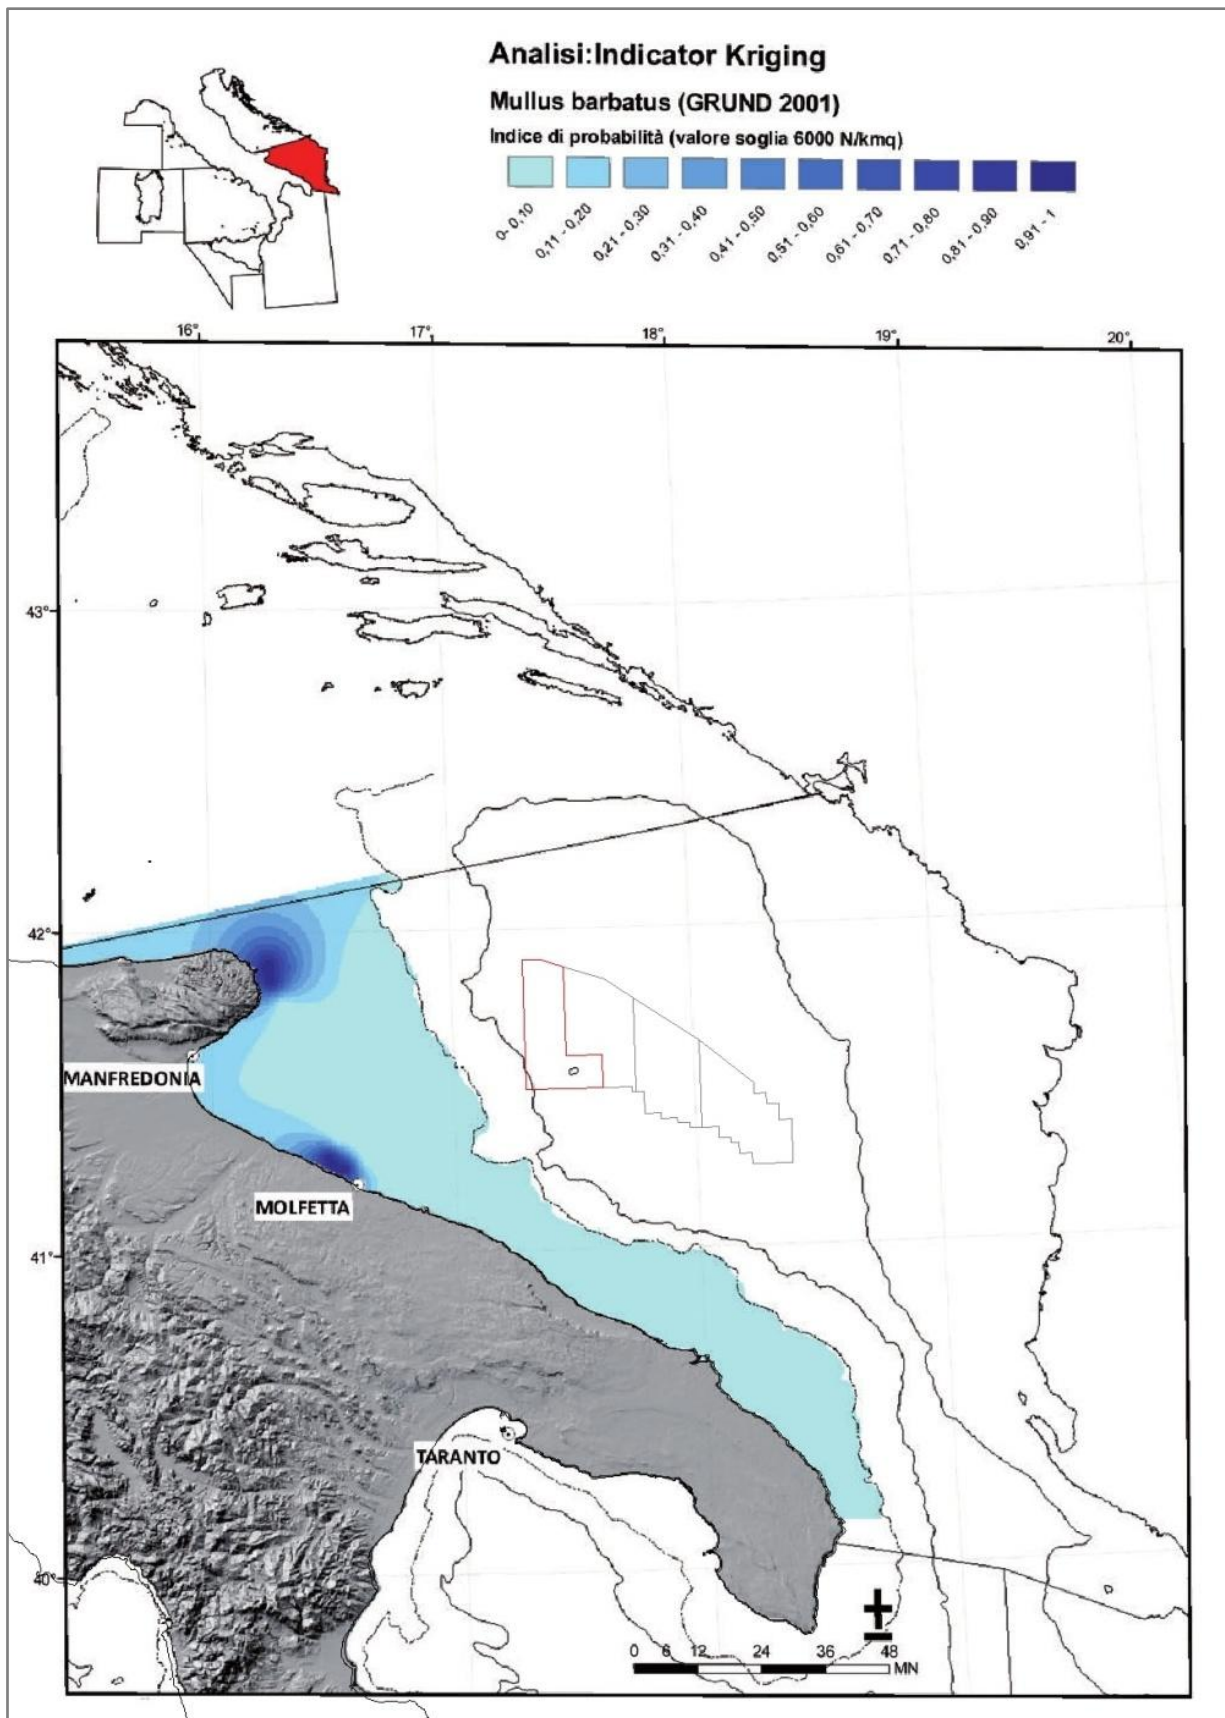 Analisi:Indicator Kriging
Mullus barbatus (GRUND 2001)
Indice di probabilità (valore soglia 6000 N/kmq)
0- 0,10
0,11 - 0,20
0,21 - 0,30
0,31 - 0,40
0,41 - 0,50
0,51 - 0,60
0,61 - 0,70
0,71 - 0,80
0,81 - 0,90
0,91 - 1
16° 17° 18° 19° 20°
43°
42°
MANFREDONIA
MOLFETTA
41°
TARANTO
40°
0 6 12 24 36 48
MN